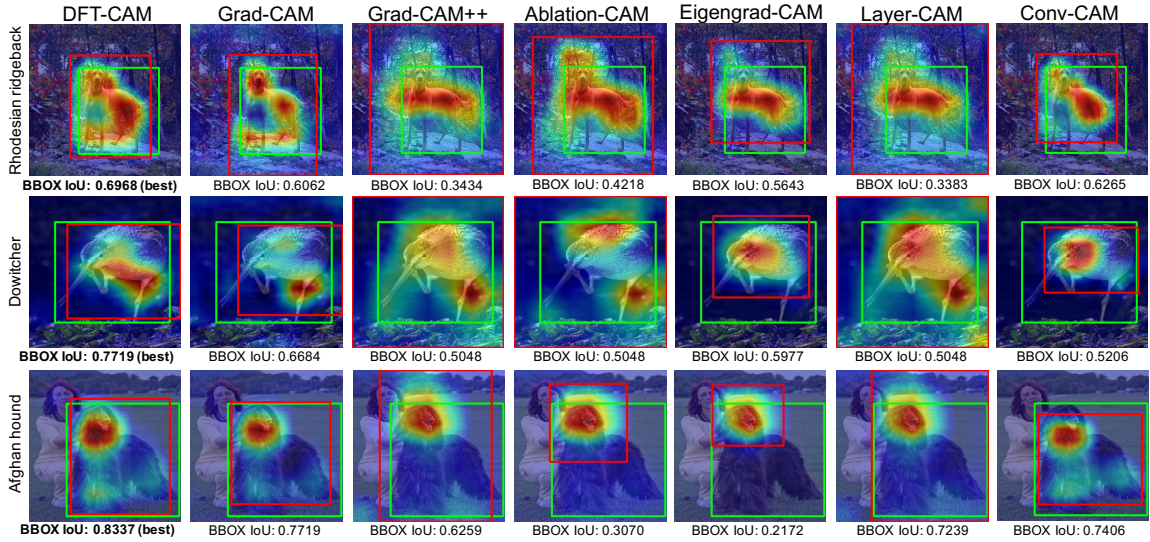 DFT-CAM Grad-CAM Grad-CAM++ Ablation-CAM Eigengrad-CAM Layer-CAM Conv-CAM
Rhodesian ridgeback
BBOX IoU: 0.6968 (best) BBOX IoU: 0.6062 BBOX IoU: 0.3434 BBOX IoU: 0.4218 BBOX IoU: 0.5643 BBOX IoU: 0.3383 BBOX IoU: 0.6265
Dowitcher
BBOX IoU: 0.7719 (best) BBOX IoU: 0.6684 BBOX IoU: 0.5048 BBOX IoU: 0.5048 BBOX IoU: 0.5977 BBOX IoU: 0.5048 BBOX IoU: 0.5206
Afghan hound
BBOX IoU: 0.8337 (best) BBOX IoU: 0.7719 BBOX IoU: 0.6259 BBOX IoU: 0.3070 BBOX IoU: 0.2172 BBOX IoU: 0.7239 BBOX IoU: 0.7406